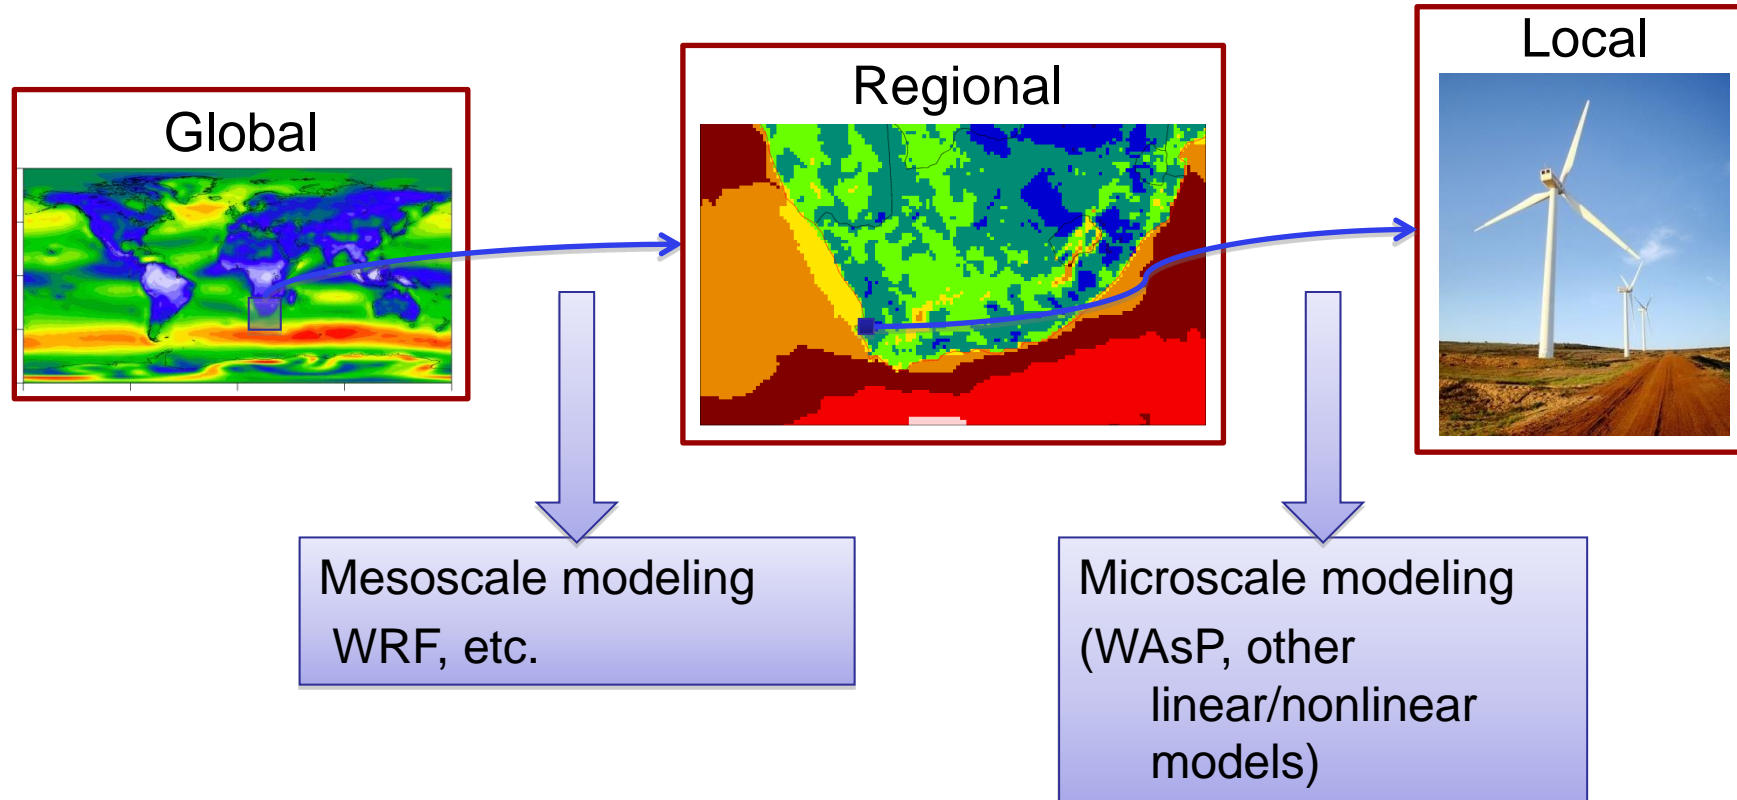 Global
Regional
Local
Mesoscale modeling
WRF, etc.
Microscale modeling
(WAsP, other
linear/nonlinear
models)